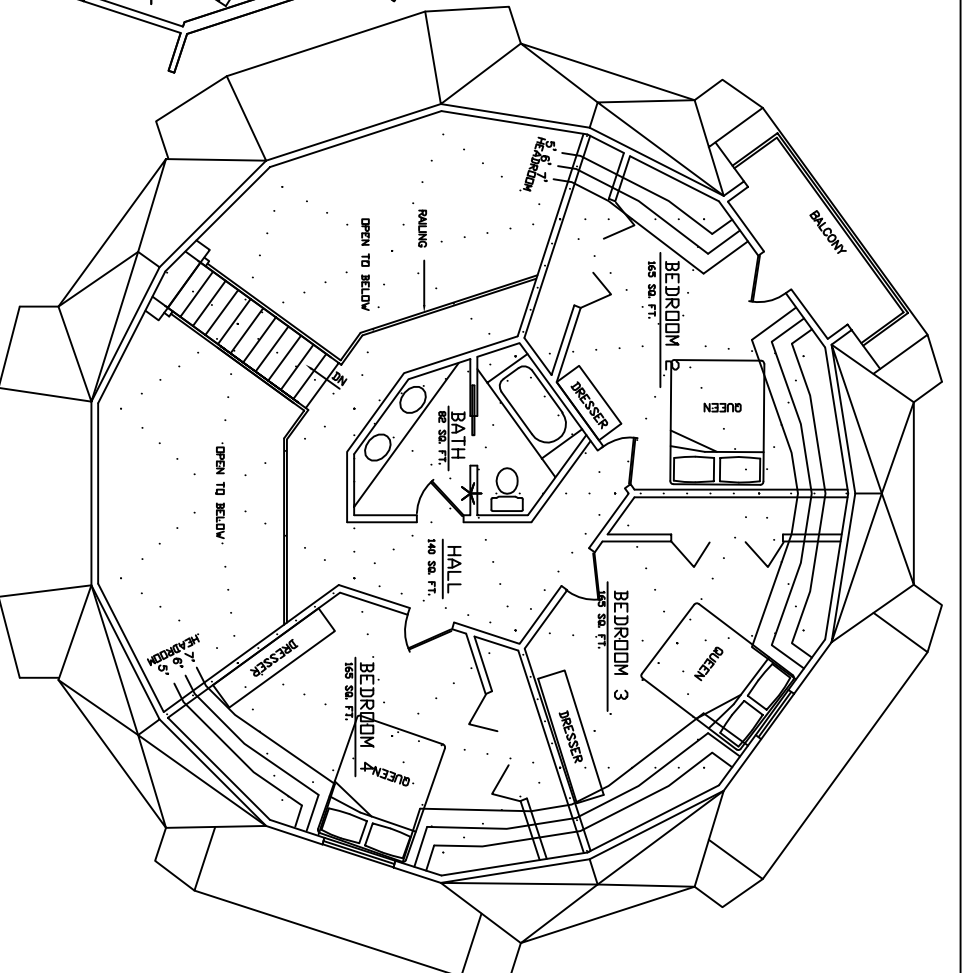 BALCONY
5' 6' 7'
HEADROOM
RAILING
OPEN TO BELOW
BEDROOM 2
165 SQ. FT.
QUEEN
DRESSER
DN
BATH
82 SQ. FT.
OPEN TO BELOW
HALL
140 SQ. FT.
BEDROOM 3
165 SQ. FT.
QUEEN
DRESSER
BEDROOM 4
165 SQ. FT.
QUEEN
DRESSER
7'
6'
5'
HEADROOM